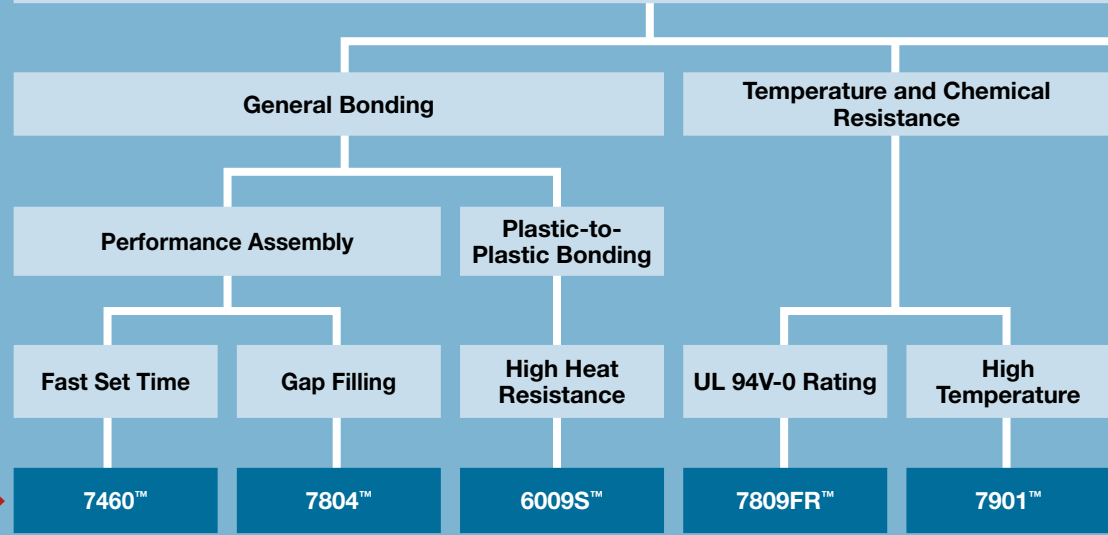 General Bonding
Temperature and Chemical
Resistance
Performance Assembly
Plastic-to-
Plastic Bonding
Fast Set Time
Gap Filling
High Heat
Resistance
UL 94V-0 Rating
High
Temperature
7460™
7804™
6009S™
7809FR™
7901™